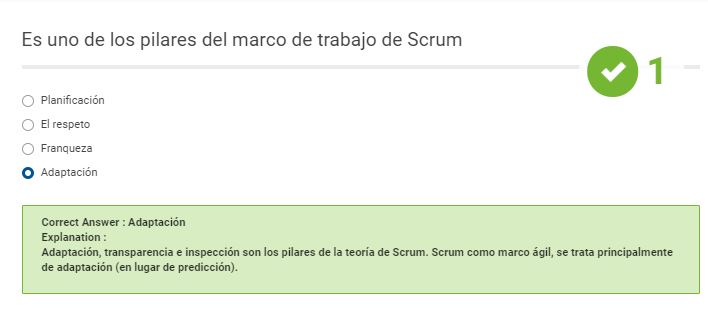 Es uno de los pilares del marco de trabajo de Scrum
1
Planificación
El respeto
Franqueza
Adaptación
Correct Answer : Adaptación
Explanation :
Adaptación, transparencia e inspección son los pilares de la teoría de Scrum. Scrum como marco ágil, se trata principalmente
de adaptación (en lugar de predicción).